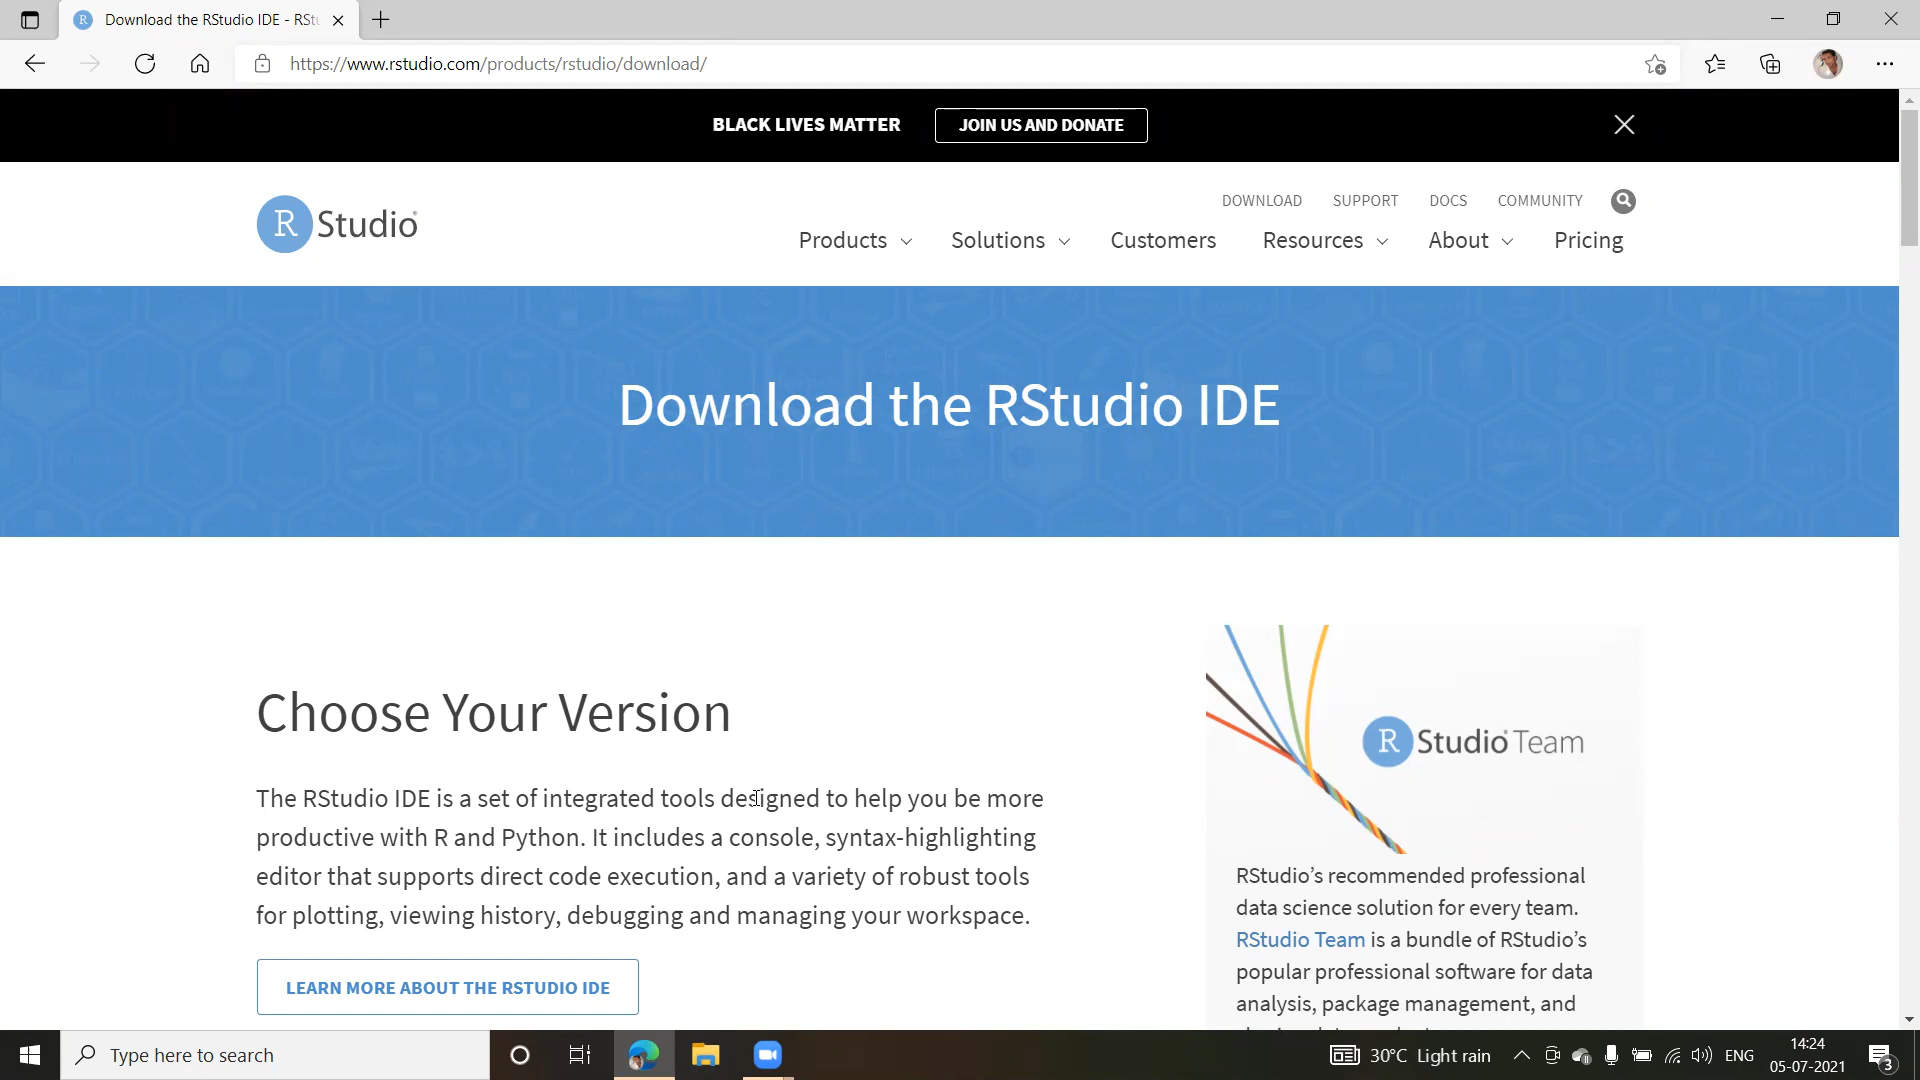 Download the RStudio IDE - RSt
https://www.rstudio.com/products/rstudio/download/
BLACK LIVES MATTER
JOIN US AND DONATE
R Studio
DOWNLOAD SUPPORT DOCS COMMUNITY
Products Solutions Customers Resources About Pricing
Download the RStudio IDE
Choose Your Version
The RStudio IDE is a set of integrated tools designed to help you be more
productive with R and Python. It includes a console, syntax-highlighting
editor that supports direct code execution, and a variety of robust tools
for plotting, viewing history, debugging and managing your workspace.
LEARN MORE ABOUT THE RSTUDIO IDE
R Studio Team
RStudio’s recommended professional
data science solution for every team.
RStudio Team is a bundle of RStudio’s
popular professional software for data
analysis, package management, and
Type here to search
30°C Light rain
ENG
14:24
05-07-2021
3